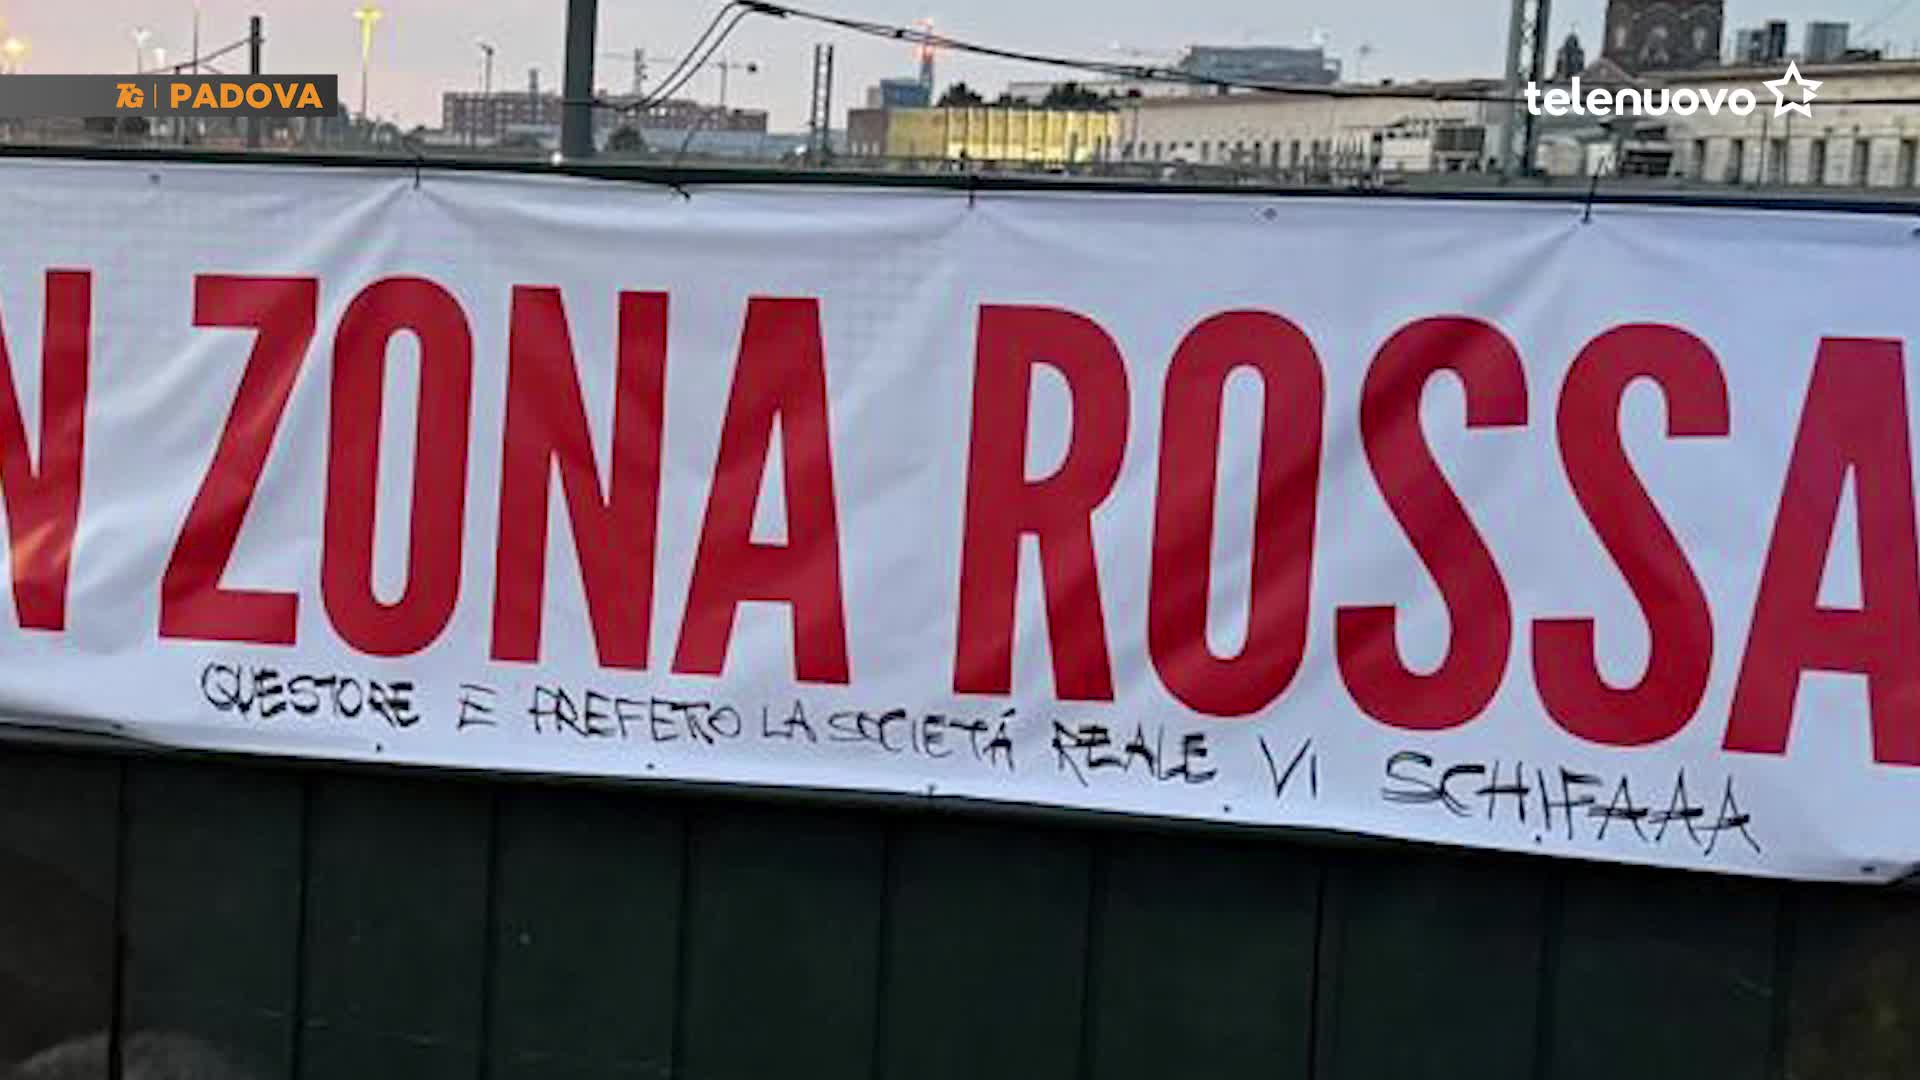 TG | PADOVA
telenuovo
N ZONA ROSSA
QUESTORE E PREFETTO LA SOCIETÁ REALE VI SCHIFAAA